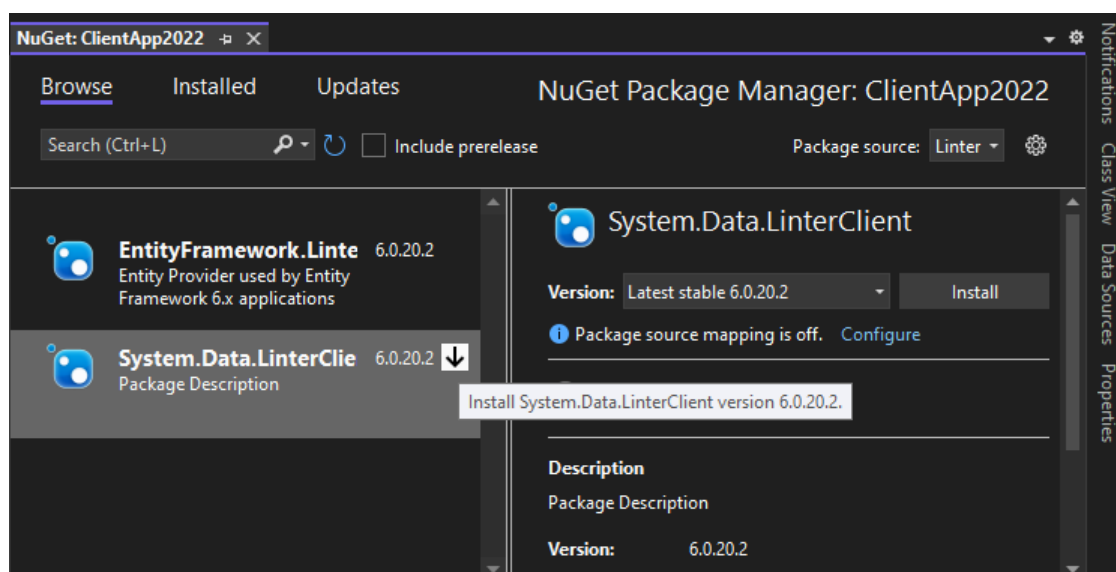 NuGet: ClientApp2022
Browse Installed Updates
NuGet Package Manager: ClientApp2022
Search (Ctrl+L)
Include prerelease
Package source: Linter
EntityFramework.Linte 6.0.20.2
Entity Provider used by Entity
Framework 6.x applications
System.Data.LinterClie 6.0.20.2
Package Description
System.Data.LinterClient
Version: Latest stable 6.0.20.2 Install
Package source mapping is off. Configure
Install System.Data.LinterClient version 6.0.20.2.
Description
Package Description
Version: 6.0.20.2
Notifications
Class View
Data Sources
Properties